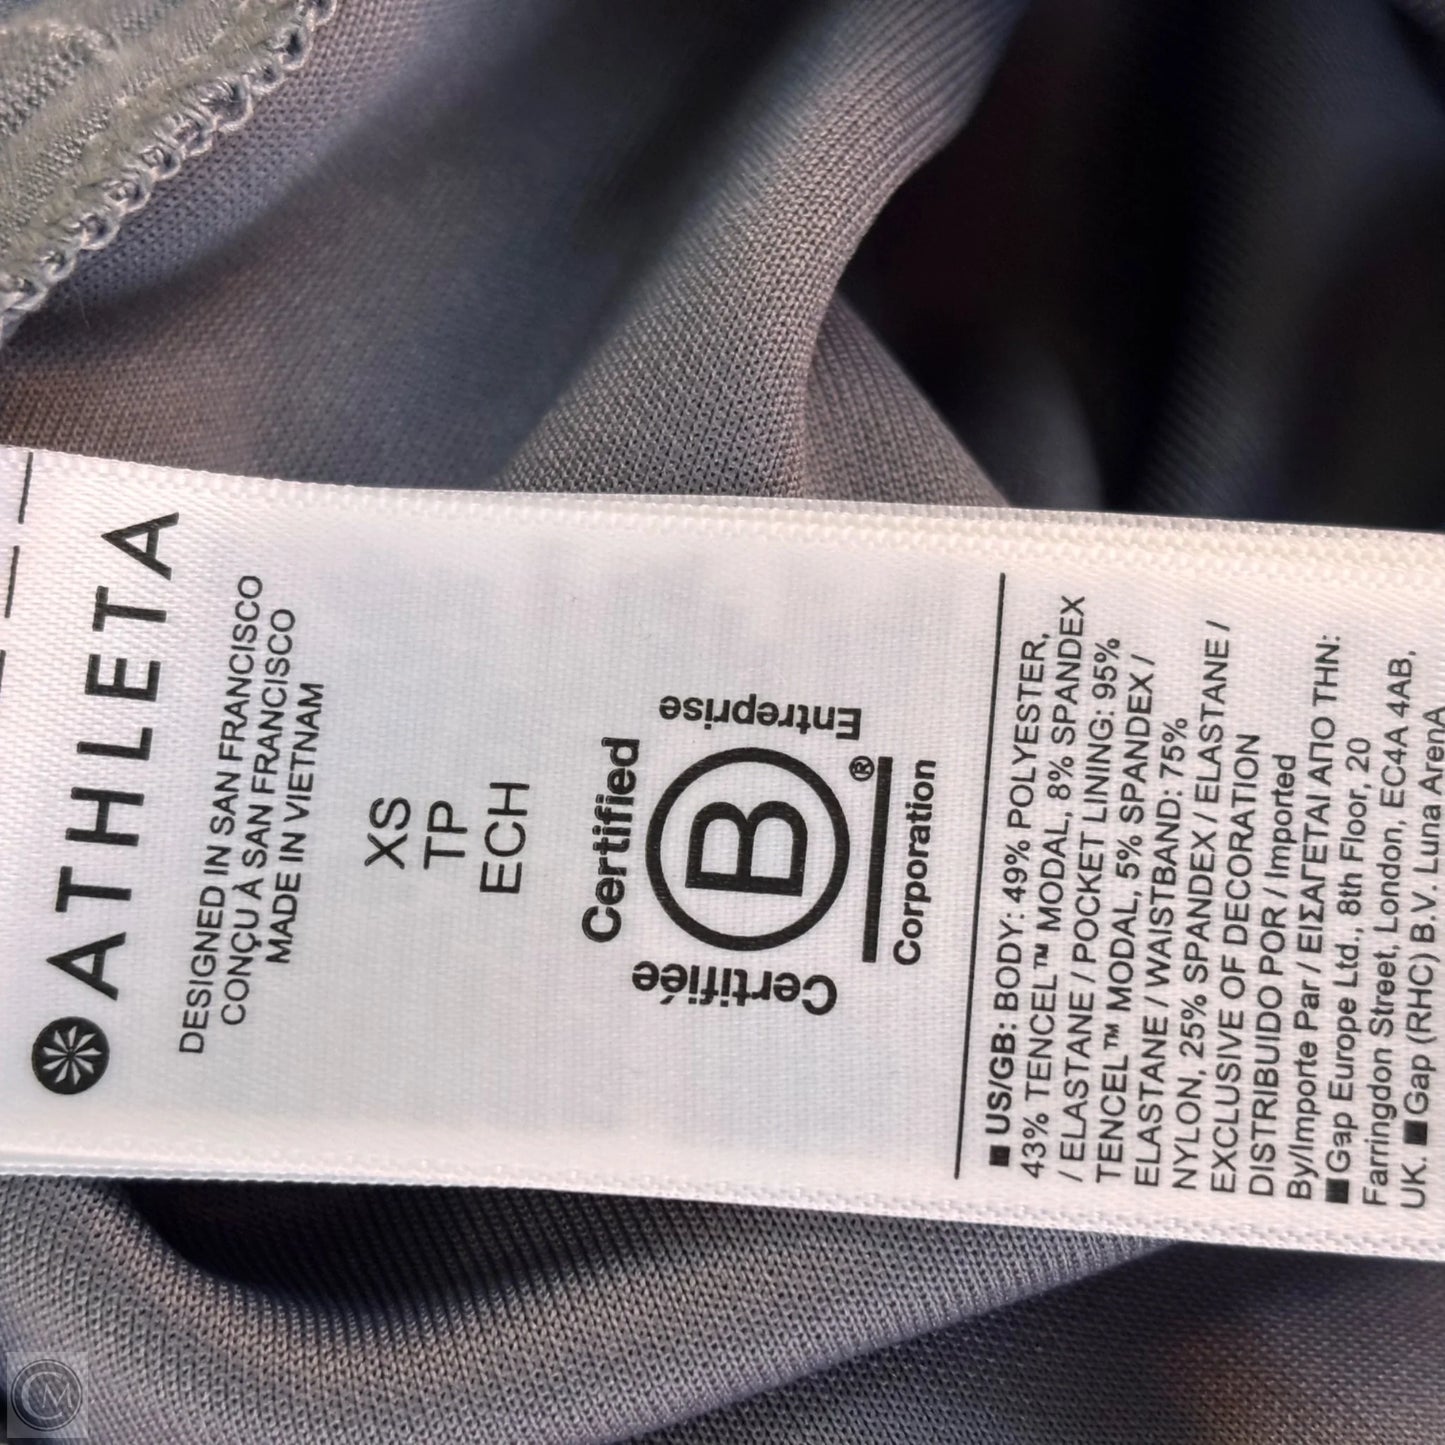 ATHLETA
DESIGNED IN SAN FRANCISCO
CONÇU À SAN FRANCISCO
MADE IN VIETNAM
XS
TP
ECH
Certified
Certifiée
Entreprise
B
®
Corporation
■ US/GB: BODY: 49% POLYESTER,
43% TENCEL™ MODAL, 8% SPANDEX
/ ELASTANE / POCKET LINING: 95%
TENCEL™ MODAL, 5% SPANDEX /
ELASTANE / WAISTBAND: 75%
NYLON, 25% SPANDEX / ELASTANE /
EXCLUSIVE OF DECORATION
DISTRIBUIDO POR / Imported
By/Importe Par / ΕΙΣΑΓΕΤΑΙ ΑΠΟ ΤΗΝ:
■Gap Europe Ltd., 8th Floor, 20
Farringdon Street, London, EC4A 4AB,
UK. ■ Gap (RHC) B.V. Luna ArenA
CM